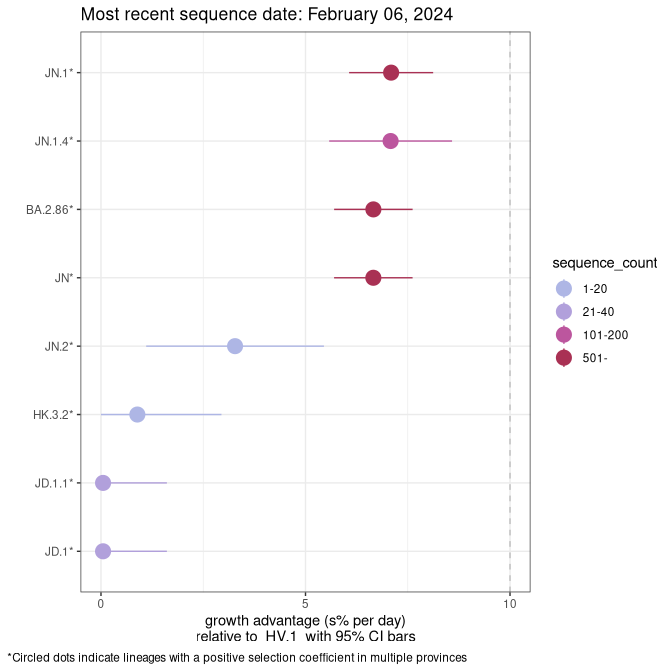 Most recent sequence date: February 06, 2024
JN.1*
JN.1.4*
BA.2.86*
JN*
JN.2*
HK.3.2*
JD.1.1*
JD.1*
sequence_count
1-20
21-40
101-200
501-
0
5
10
growth advantage (s% per day)
relative to HV.1 with 95% CI bars
*Circled dots indicate lineages with a positive selection coefficient in multiple provinces